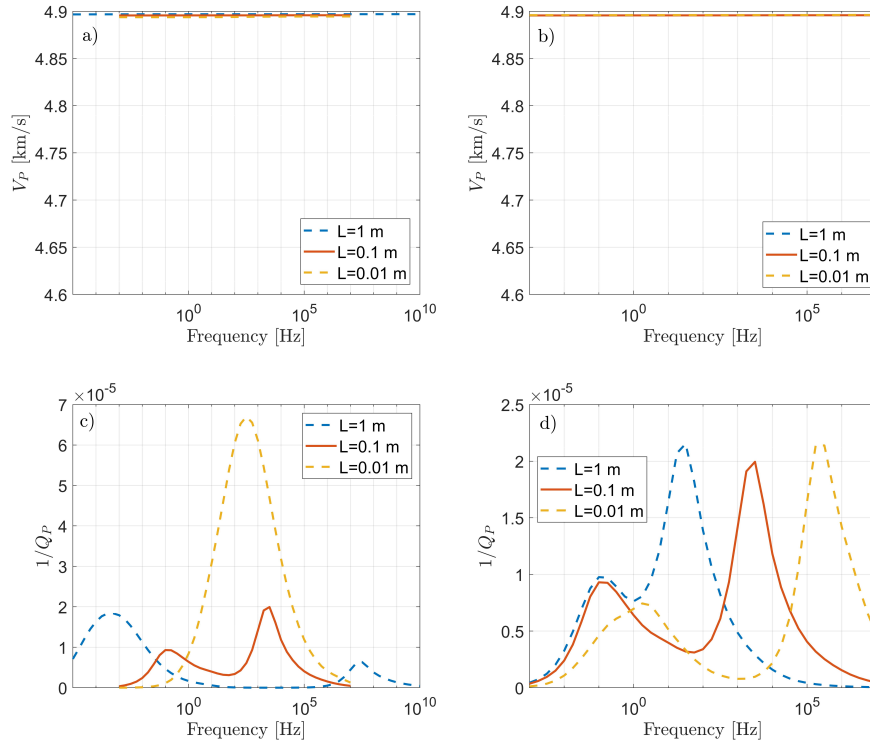 a)
4.9
4.85
4.8
4.75
4.7
4.65
4.6
V_P [km/s]
L=1 m
L=0.1 m
L=0.01 m
10^0
10^5
10^10
Frequency [Hz]
b)
4.9
4.85
4.8
4.75
4.7
4.65
4.6
V_P [km/s]
L=1 m
L=0.1 m
L=0.01 m
10^0
10^5
Frequency [Hz]
×10^-5
c)
7
6
5
4
3
2
1
0
1/Q_P
L=1 m
L=0.1 m
L=0.01 m
10^0
10^5
10^10
Frequency [Hz]
×10^-5
d)
2.5
2
1.5
1
0.5
0
1/Q_P
L=1 m
L=0.1 m
L=0.01 m
10^0
10^5
Frequency [Hz]